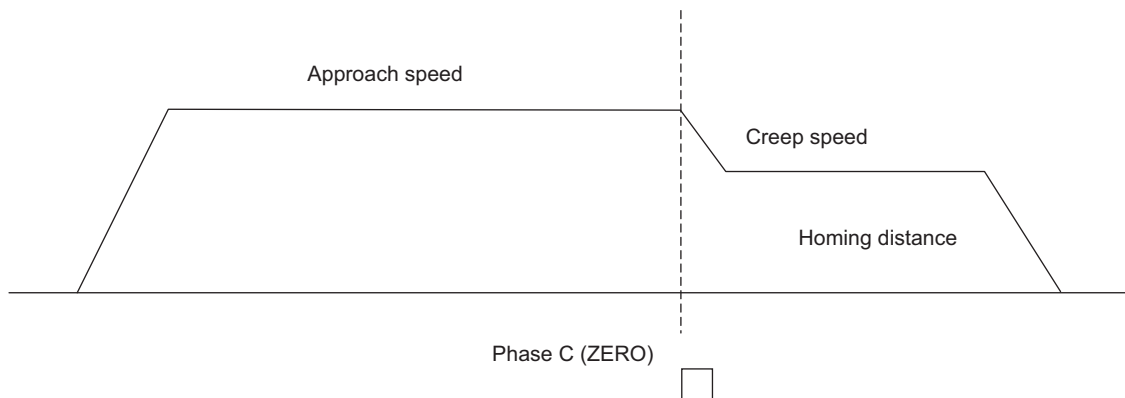 Approach speed
Creep speed
Homing distance
Phase C (ZERO)